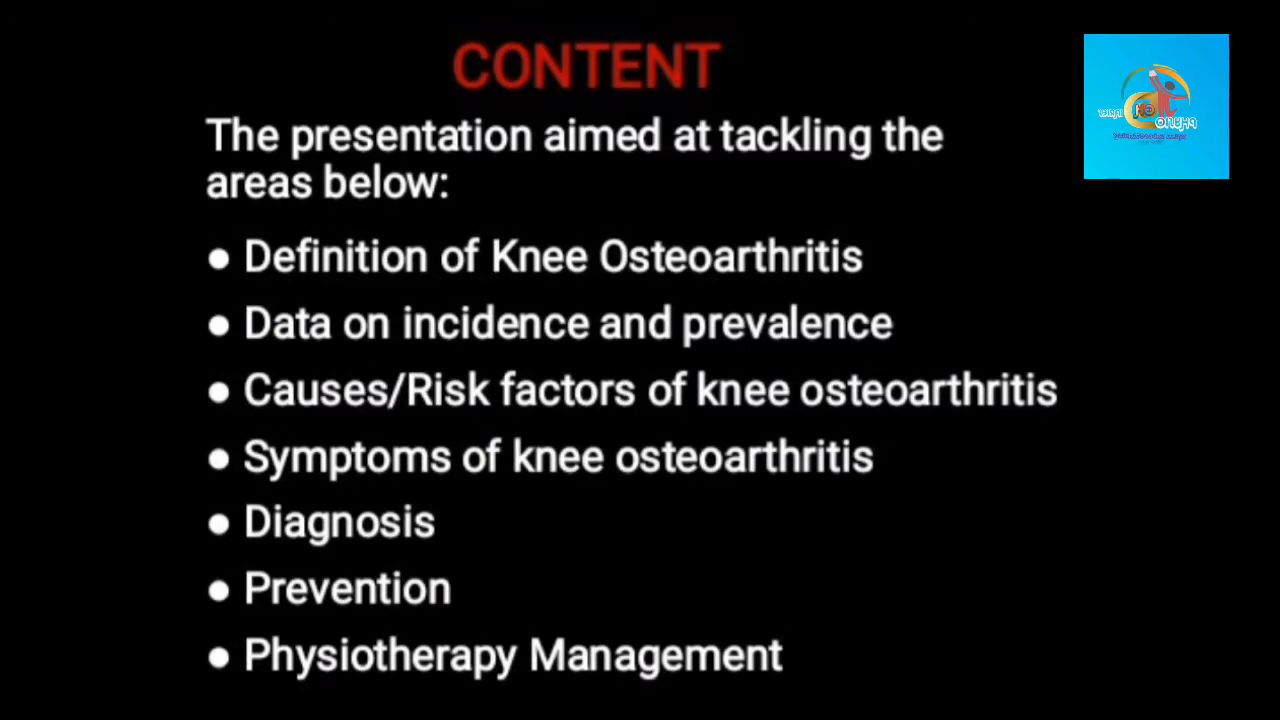 CONTENT
The presentation aimed at tackling the
areas below:
● Definition of Knee Osteoarthritis
● Data on incidence and prevalence
● Causes/Risk factors of knee osteoarthritis
● Symptoms of knee osteoarthritis
● Diagnosis
● Prevention
● Physiotherapy Management